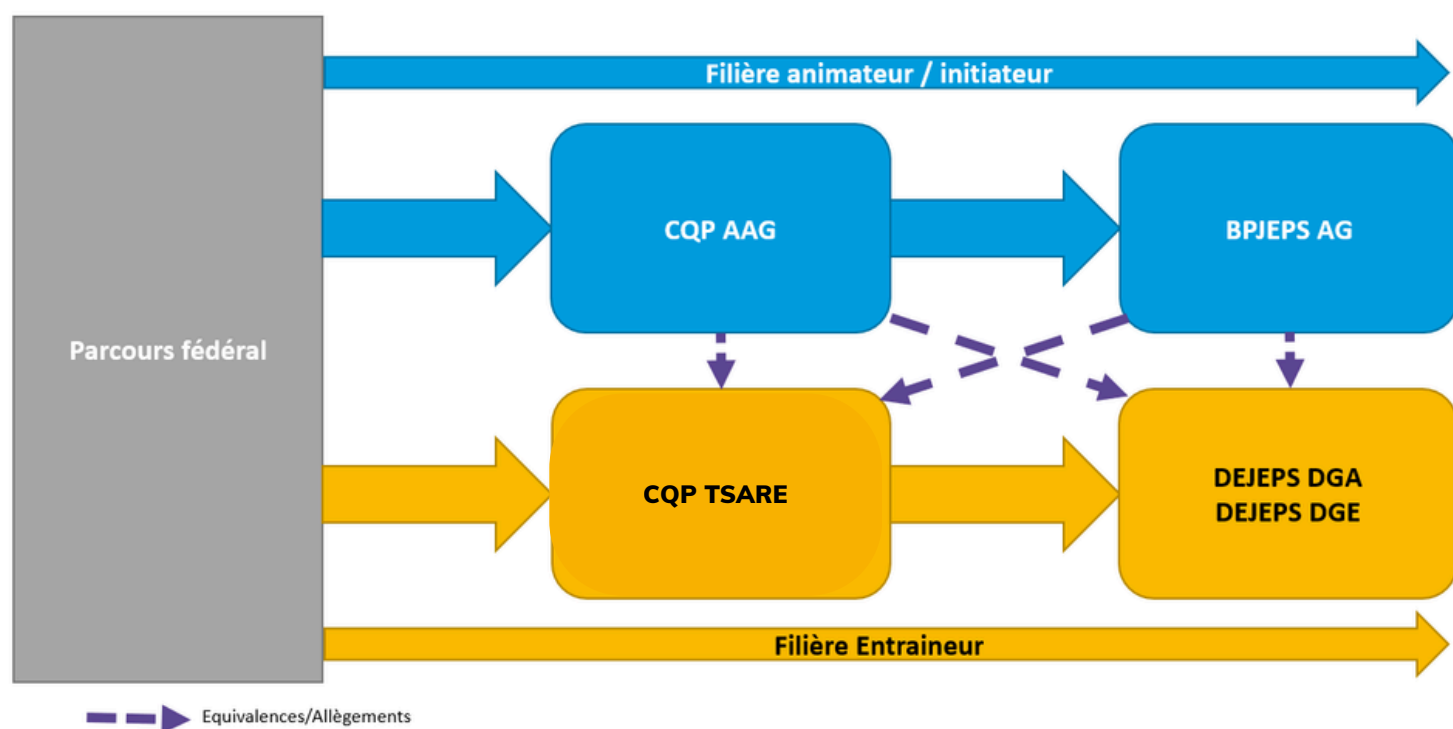 Filière animateur / initiateur
CQP AAG
BPJEPS AG
Parcours fédéral
CQP TSARE
DEJEPS DGA
DEJEPS DGE
Filière Entraineur
Equivalences/Allègements